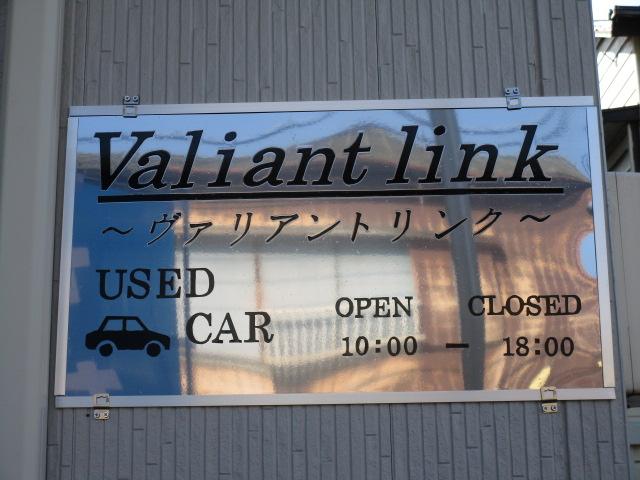 Valiant link
～ヴァリアントリンク～
USED
CAR
OPEN CLOSED
10:00 － 18:00